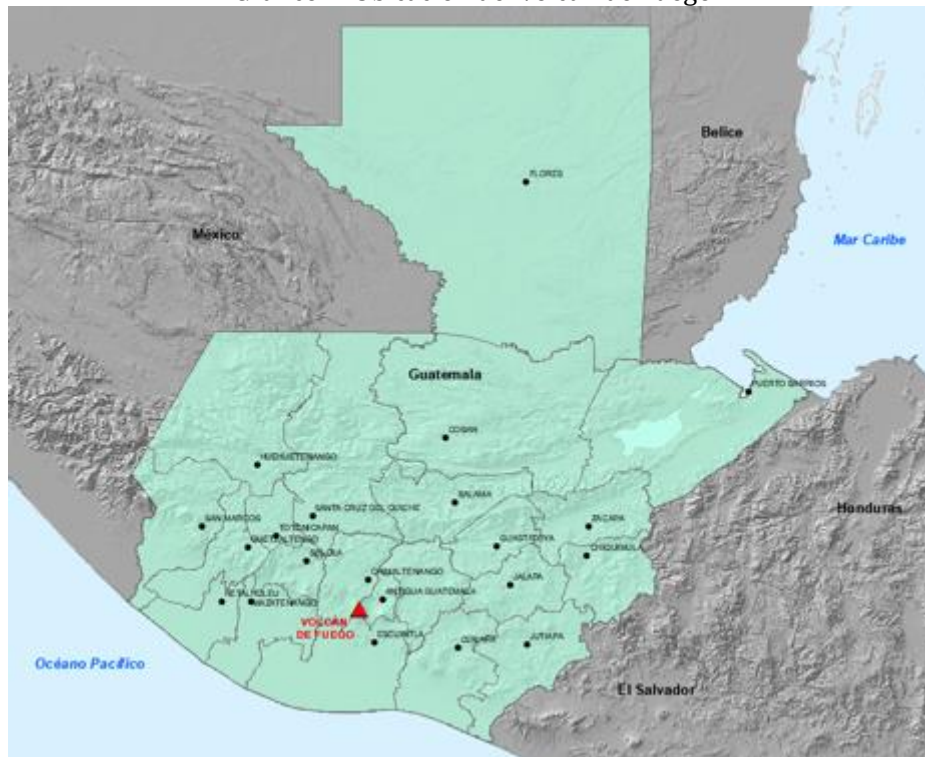 Belice
FLORES
México
Mar Caribe
Guatemala
PUERTO BARRIOS
COBAN
HUEHUETENANGO
SALAMA
SAN MARCOS
SANTA CRUZ DEL QUICHE
ZACAPA
Honduras
TOTONICAPAN
QUETZALTENGO
GUASTATOYA
SOLOLA
CHIQUIMULA
CHIMALTENANGO
JALAPA
ANTIGUA GUATEMALA
RETALHULEU
MAZATENANGO
VOLCÁN
DE FUEGO
ESCUINTLA
CUILAPA
JUTIAPA
Océano Pacífico
El Salvador